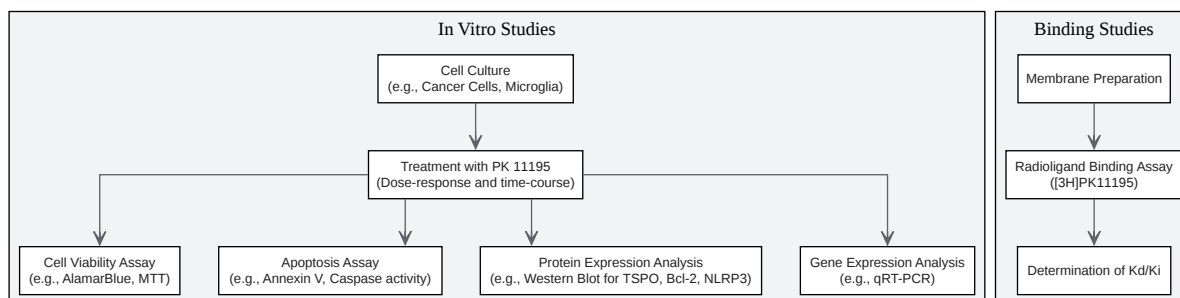 In Vitro Studies
Cell Culture
(e.g., Cancer Cells, Microglia)
Treatment with PK 11195
(Dose-response and time-course)
Cell Viability Assay
(e.g., AlamarBlue, MTT)
Apoptosis Assay
(e.g., Annexin V, Caspase activity)
Protein Expression Analysis
(e.g., Western Blot for TSPO, Bcl-2, NLRP3)
Gene Expression Analysis
(e.g., qRT-PCR)
Binding Studies
Membrane Preparation
Radioligand Binding Assay
([3H]PK11195)
Determination of Kd/Ki